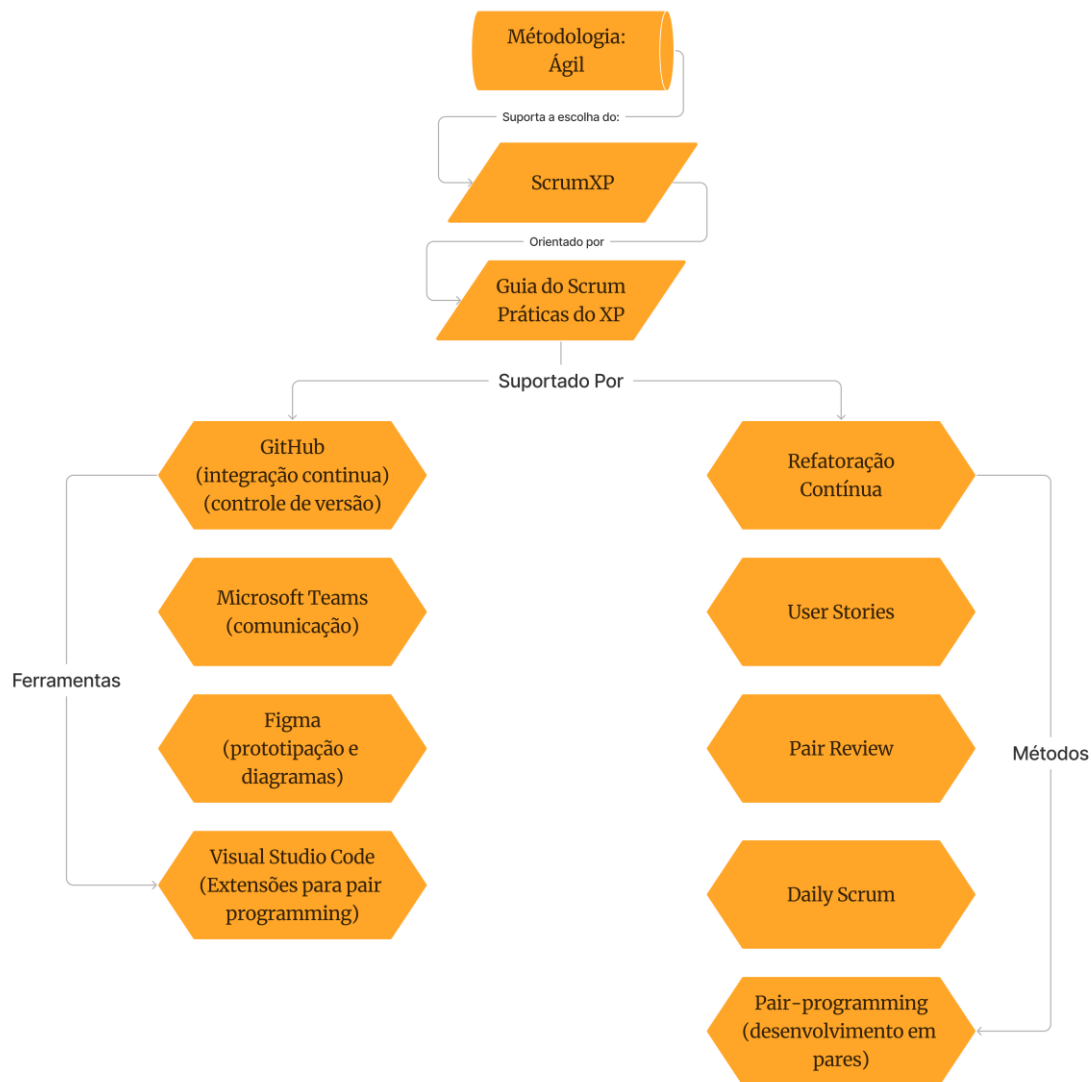 Métodologia:
Ágil
Suporta a escolha do:
ScrumXP
Orientado por
Guia do Scrum
Práticas do XP
Suportado Por
GitHub
(integração continua)
(controle de versão)
Microsoft Teams
(comunicação)
Ferramentas
Figma
(prototipação e
diagramas)
Visual Studio Code
(Extensões para pair
programming)
Refatoração
Contínua
User Stories
Pair Review
Métodos
Daily Scrum
Pair-programming
(desenvolvimento em
pares)